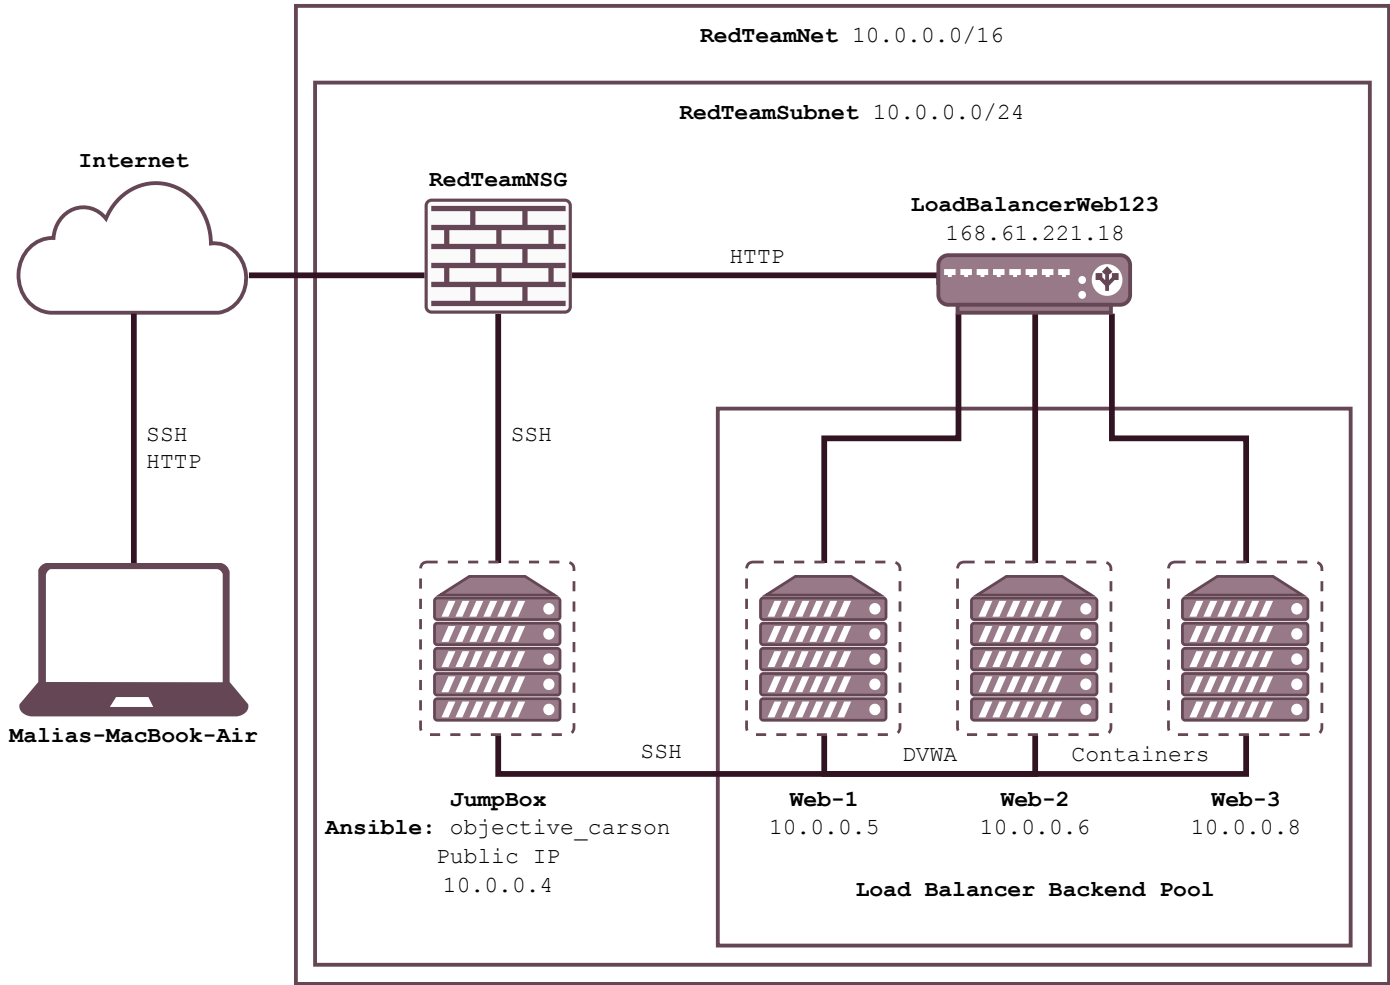 RedTeamNet 10.0.0.0/16
RedTeamSubnet 10.0.0.0/24
Internet
RedTeamNSG
LoadBalancerWeb123
168.61.221.18
HTTP
SSH
HTTP
SSH
Malias-MacBook-Air
SSH
DVWA
Containers
JumpBox
Ansible: objective_carson
Public IP
10.0.0.4
Web-1
10.0.0.5
Web-2
10.0.0.6
Web-3
10.0.0.8
Load Balancer Backend Pool